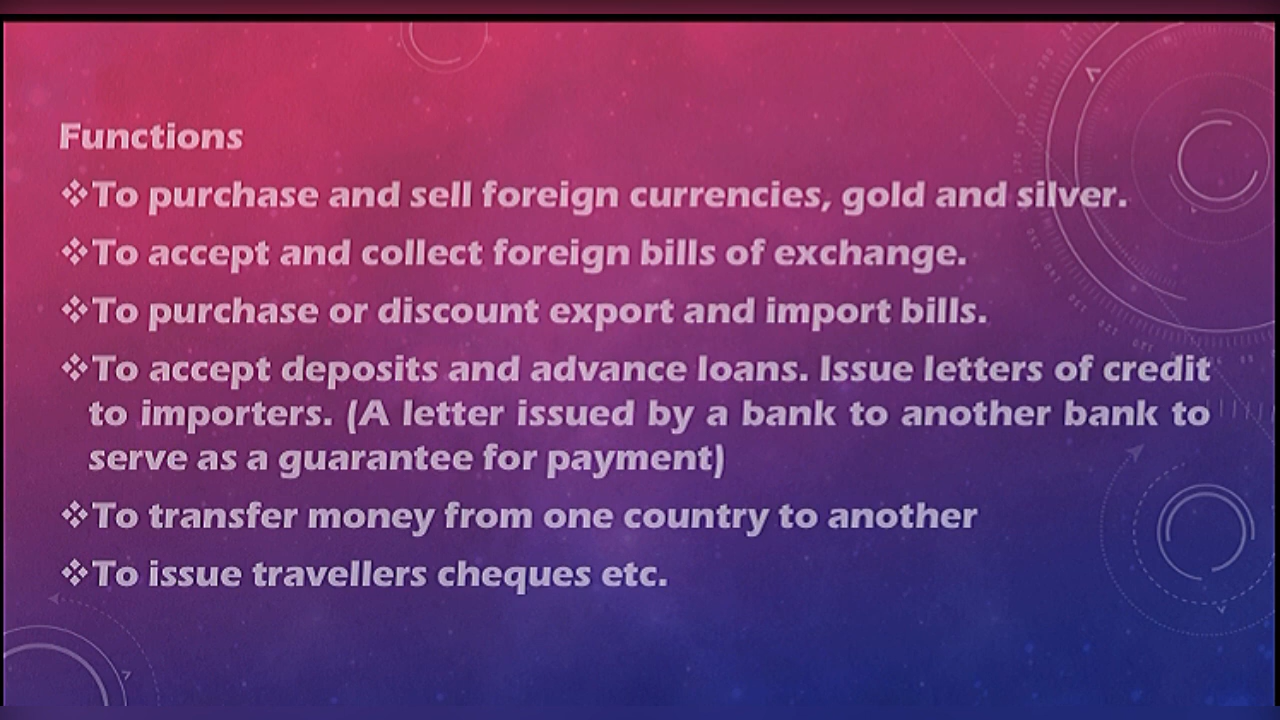 Functions
❖To purchase and sell foreign currencies, gold and silver.
❖To accept and collect foreign bills of exchange.
❖To purchase or discount export and import bills.
❖To accept deposits and advance loans. Issue letters of credit
to importers. (A letter issued by a bank to another bank to
serve as a guarantee for payment)
❖To transfer money from one country to another
❖To issue travellers cheques etc.